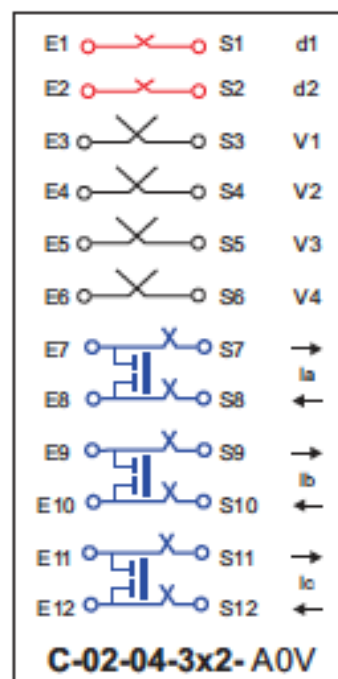 E1 S1 d1
E2 S2 d2
E3 S3 V1
E4 S4 V2
E5 S5 V3
E6 S6 V4
E7 S7
Ia
E8 S8
E9 S9
Ib
E10 S10
E11 S11
Ic
E12 S12
C-02-04-3x2- A0V